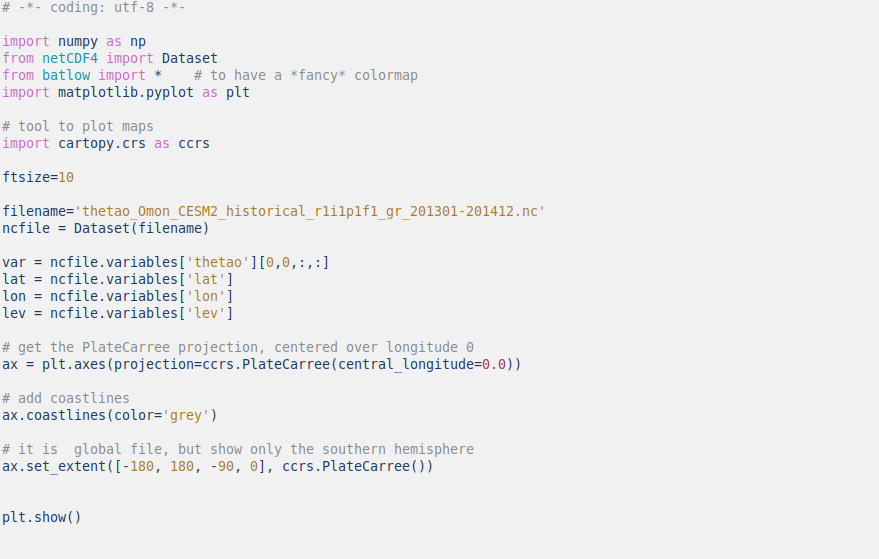 # -*- coding: utf-8 -*-
import numpy as np
from netCDF4 import Dataset
from batlow import *    # to have a *fancy* colormap
import matplotlib.pyplot as plt
# tool to plot maps
import cartopy.crs as ccrs
ftsize=10
filename='thetao_Omon_CESM2_historical_r1i1p1f1_gr_201301-201412.nc'
ncfile = Dataset(filename)
var = ncfile.variables['thetao'][0,0,:,:]
lat = ncfile.variables['lat']
lon = ncfile.variables['lon']
lev = ncfile.variables['lev']
# get the PlateCarree projection, centered over longitude 0
ax = plt.axes(projection=ccrs.PlateCarree(central_longitude=0.0))
# add coastlines
ax.coastlines(color='grey')
# it is  global file, but show only the southern hemisphere
ax.set_extent([-180, 180, -90, 0], ccrs.PlateCarree())
plt.show()